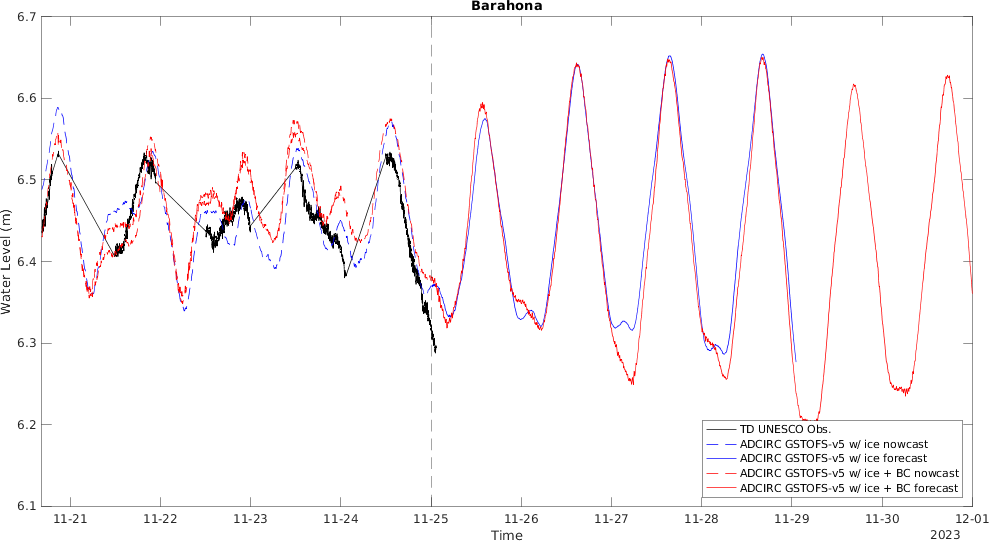 Barahona
6.7
6.6
6.5
6.4
6.3
6.2
6.1
Water Level (m)
TD UNESCO Obs.
ADCIRC GSTOFS-v5 w/ ice nowcast
ADCIRC GSTOFS-v5 w/ ice forecast
ADCIRC GSTOFS-v5 w/ ice + BC nowcast
ADCIRC GSTOFS-v5 w/ ice + BC forecast
11-21 11-22 11-23 11-24 11-25 11-26 11-27 11-28 11-29 11-30 12-01
Time
2023